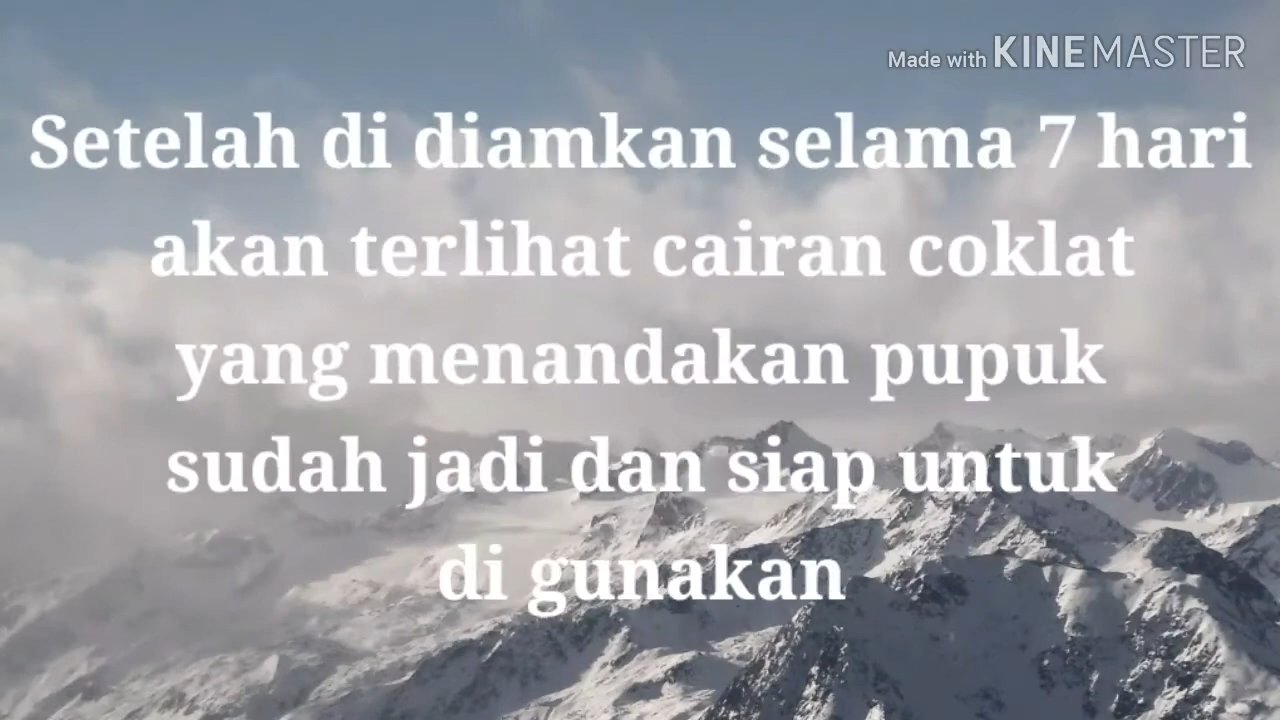 Made with KINEMASTER
Setelah di diamkan selama 7 hari
akan terlihat cairan coklat
yang menandakan pupuk
sudah jadi dan siap untuk
di gunakan